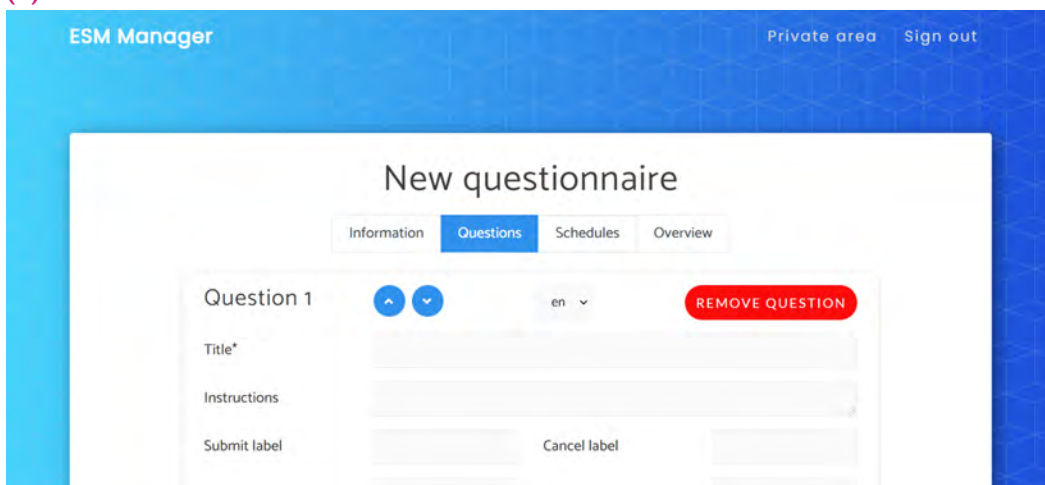 ESM Manager
Private area Sign out
New questionnaire
Information Questions Schedules Overview
Question 1 en REMOVE QUESTION
Title*
Instructions
Submit label Cancel label